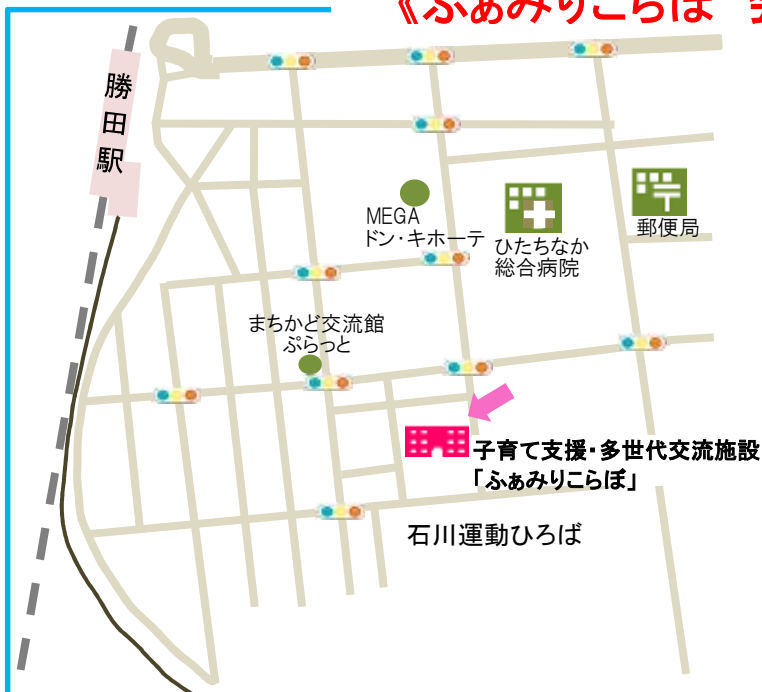 《ふぁみりこらぼ
勝田駅
MEGA
ドン・キホーテ
ひたちなか
総合病院
郵便局
まちかど交流館
ぷらっと
子育て支援・多世代交流施設
「ふぁみりこらぼ」
石川運動ひろば